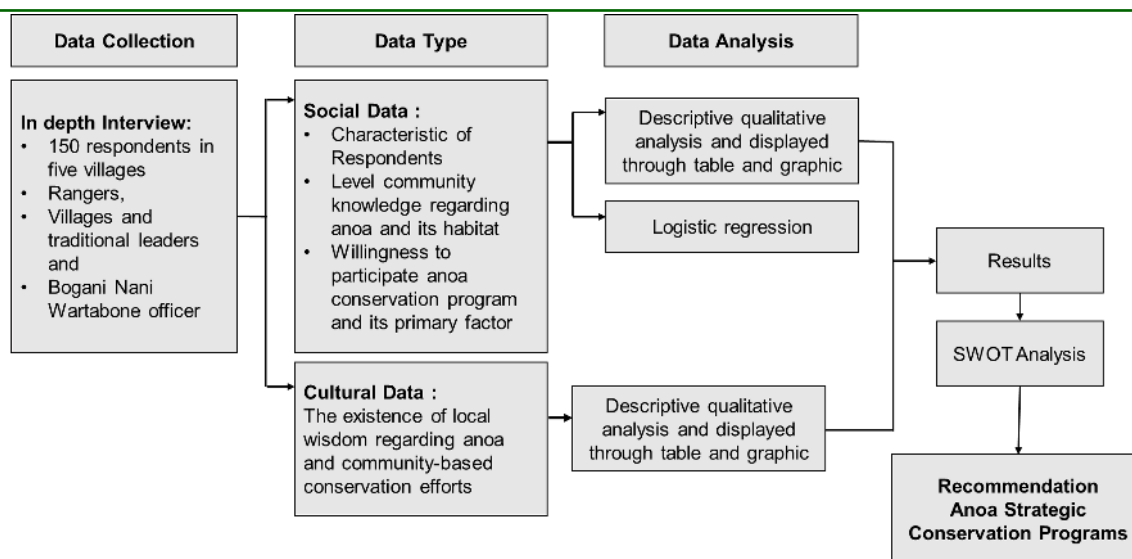 Data Collection
Data Type
Data Analysis
In depth Interview:
• 150 respondents in
five villages
• Rangers,
• Villages and
traditional leaders
and
• Bogani Nani
Wartabone officer
Social Data :
• Characteristic of
Respondents
• Level community
knowledge regarding
anoa and its habitat
• Willingness to
participate anoa
conservation program
and its primary factor
Cultural Data :
The existence of local
wisdom regarding anoa
and community-based
conservation efforts
Descriptive qualitative
analysis and displayed
through table and graphic
Logistic regression
Descriptive qualitative
analysis and displayed
through table and graphic
Results
SWOT Analysis
Recommendation
Anoa Strategic
Conservation Programs